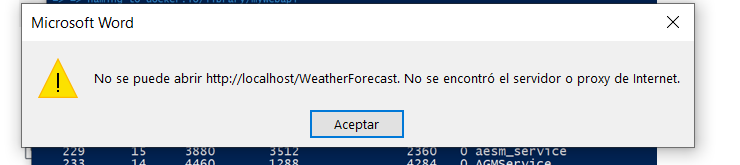 Microsoft Word
No se puede abrir http://localhost/WeatherForecast. No se encontró el servidor o proxy de Internet.
Aceptar
229 15 3880 3512 2360 0 aesm_service
233 14 4460 1288 4284 0 AGMService